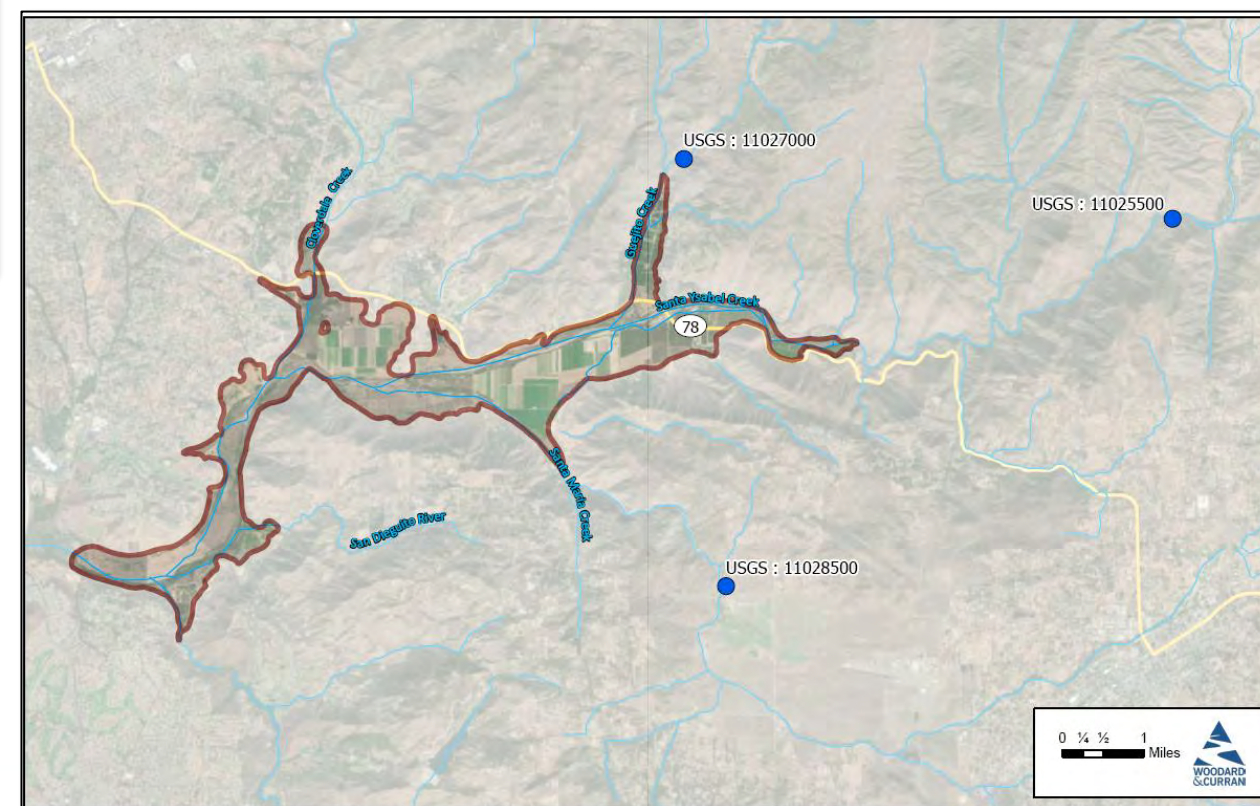 USGS : 11027000
USGS : 11025500
Cloverdale Creek
Guejito Creek
Santa Ysabel Creek
78
Santa Maria Creek
San Dieguito River
USGS : 11028500
0 ¼ ½ 1
Miles
WOODARD
&CURRAN